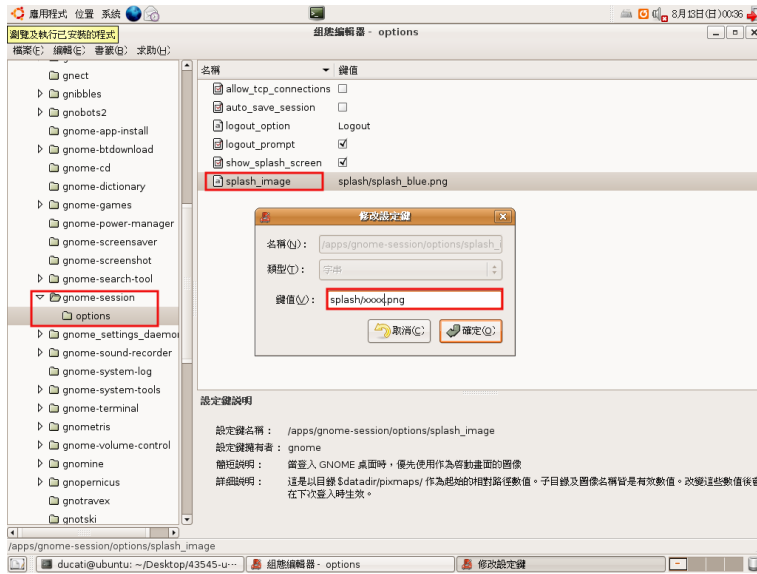 應用程式 位置 系統
8月13日(日)00:36
瀏覽及執行已安裝的程式
組態編輯器 - options
檔案(F) 編輯(E) 書籤(B) 求助(H)
gnect
gnibbles
gnobots2
gnome-app-install
gnome-btdownload
gnome-cd
gnome-dictionary
gnome-games
gnome-power-manager
gnome-screensaver
gnome-screenshot
gnome-search-tool
gnome-session
options
gnome_settings_daemon
gnome-sound-recorder
gnome-system-log
gnome-system-tools
gnome-terminal
gnometris
gnome-volume-control
gnomine
gnopernicus
gnotravex
gnotski
名稱 鍵值
allow_tcp_connections
auto_save_session
logout_option Logout
logout_prompt
show_splash_screen
splash_image splash/splash_blue.png
修改設定鍵
名稱(N): /apps/gnome-session/options/splash_i
類型(T): 字串
鍵值(V): splash/xxxx.png
取消(C) 確定(O)
設定鍵說明
設定鍵名稱: /apps/gnome-session/options/splash_image
設定鍵擁有者: gnome
簡短說明: 當登入 GNOME 桌面時,優先使用作為啓動畫面的圖像
詳細說明: 這是以目錄 $datadir/pixmaps/ 作為起始的相對路徑數值。子目錄及圖像名稱皆是有效數值。改變這些數值後會
在下次登入時生效。
/apps/gnome-session/options/splash_image
ducati@ubuntu: ~/Desktop/43545-u… 組態編輯器 - options 修改設定鍵